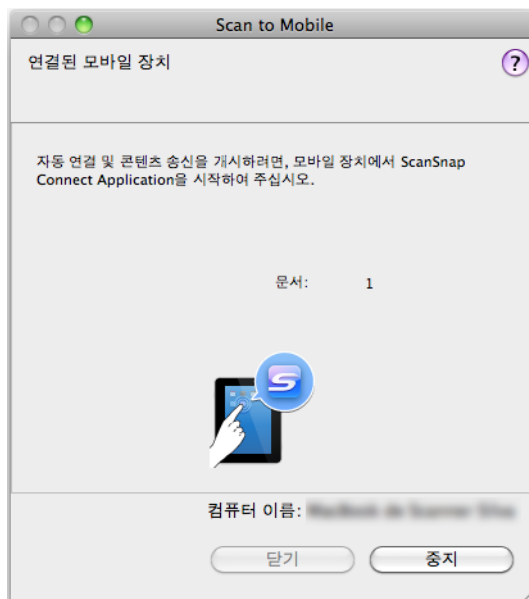 Scan to Mobile
연결된 모바일 장치
?
자동 연결 및 콘텐츠 송신을 개시하려면, 모바일 장치에서 ScanSnap
Connect Application을 시작하여 주십시오.
문서: 1
S
컴퓨터 이름:
닫기 중지